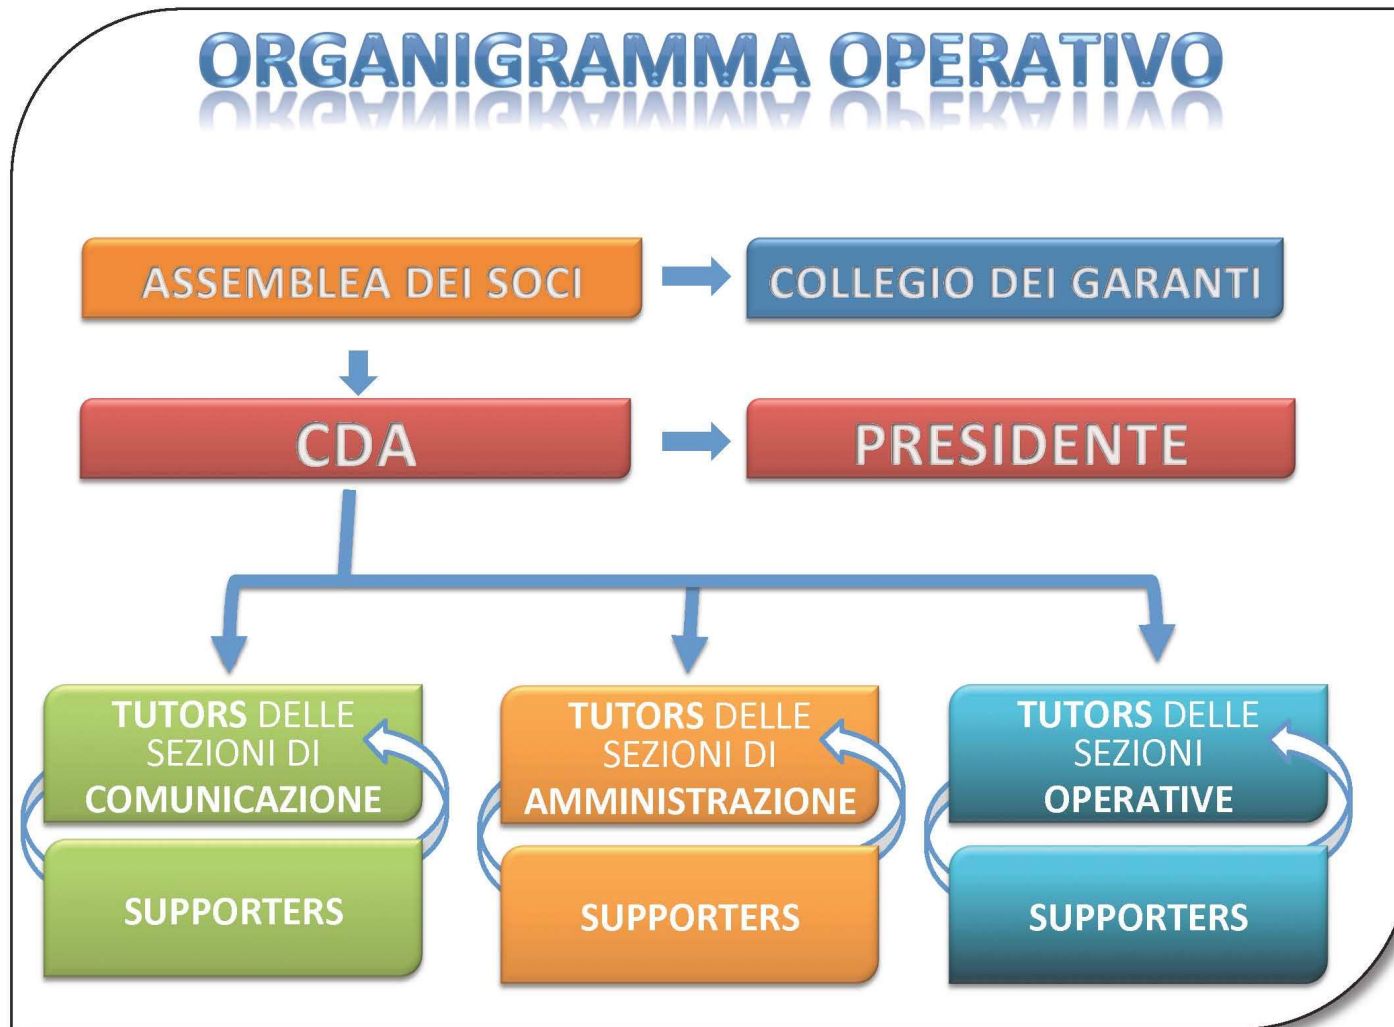 ORGANIGRAMMA OPERATIVO
ASSEMBLEA DEI SOCI
COLLEGIO DEI GARANTI
CDA
PRESIDENTE
TUTORS DELLE
SEZIONI DI
COMUNICAZIONE
TUTORS DELLE
SEZIONI DI
AMMINISTRAZIONE
TUTORS DELLE
SEZIONI
OPERATIVE
SUPPORTERS
SUPPORTERS
SUPPORTERS